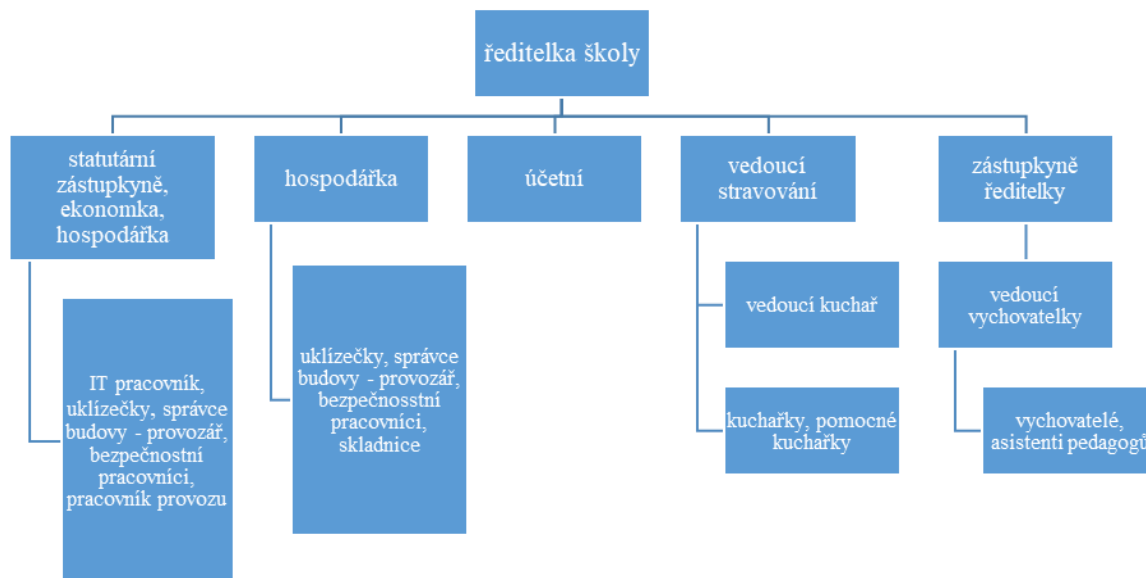 ředitelka školy
statutární
zástupkyně,
ekonomka,
hospodářka
hospodářka
účetní
vedoucí
stravování
zástupkyně
ředitelky
IT pracovník,
uklízečky, správce
budovy - provozář,
bezpečnostní
pracovníci,
pracovník provozu
uklízečky, správce
budovy - provozář,
bezpečnosstní
pracovníci,
skladnice
vedoucí kuchař
kuchařky, pomocné
kuchařky
vedoucí
vychovatelky
vychovatelé,
asistenti pedagogů